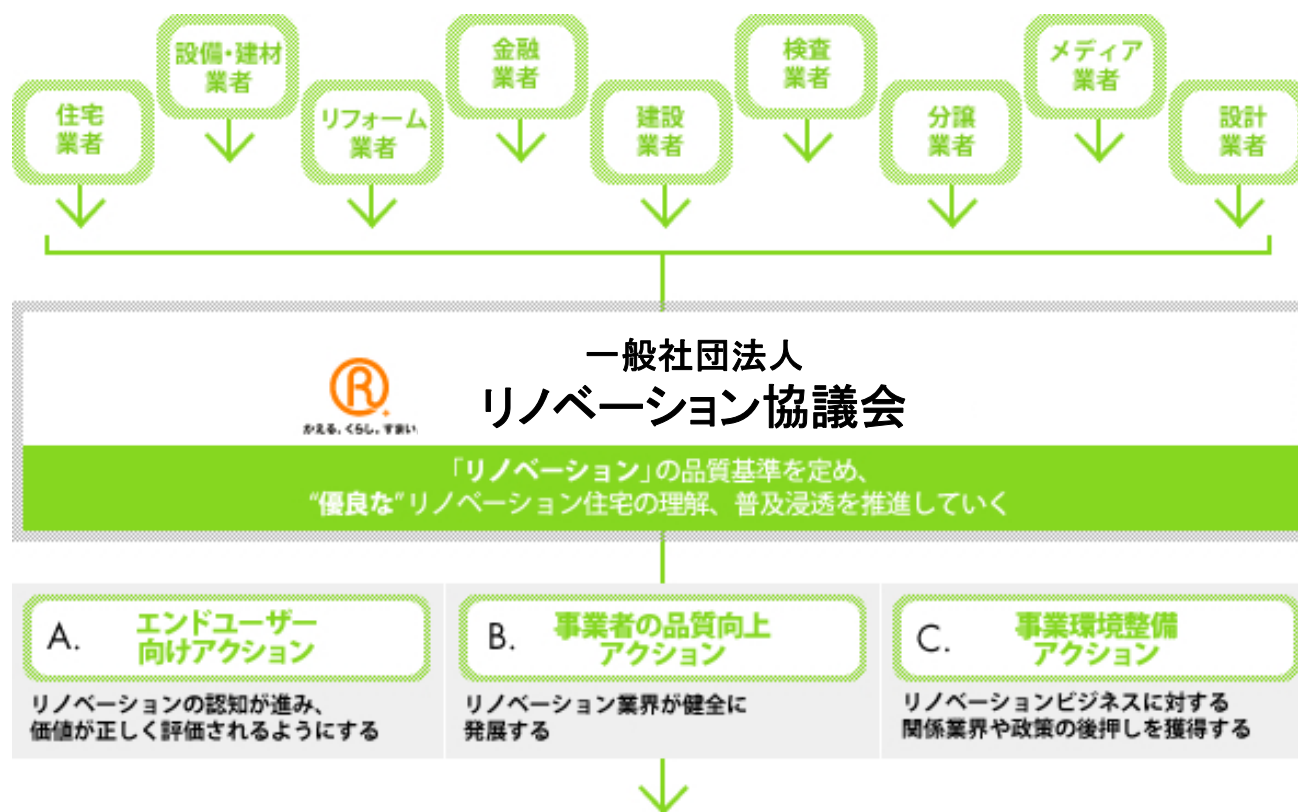 設備・建材
業者
金融
業者
検査
業者
メディア
業者
住宅
業者
リフォーム
業者
建設
業者
分譲
業者
設計
業者
R
かえる。くらし。すまい。
一般社団法人
リノベーション協議会
「リノベーション」の品質基準を定め、
“優良な”リノベーション住宅の理解、普及浸透を推進していく
A.
エンドユーザー
向けアクション
リノベーションの認知が進み、
価値が正しく評価されるようにする
B.
事業者の品質向上
アクション
リノベーション業界が健全に
発展する
C.
事業環境整備
アクション
リノベーションビジネスに対する
関係業界や政策の後押しを獲得する